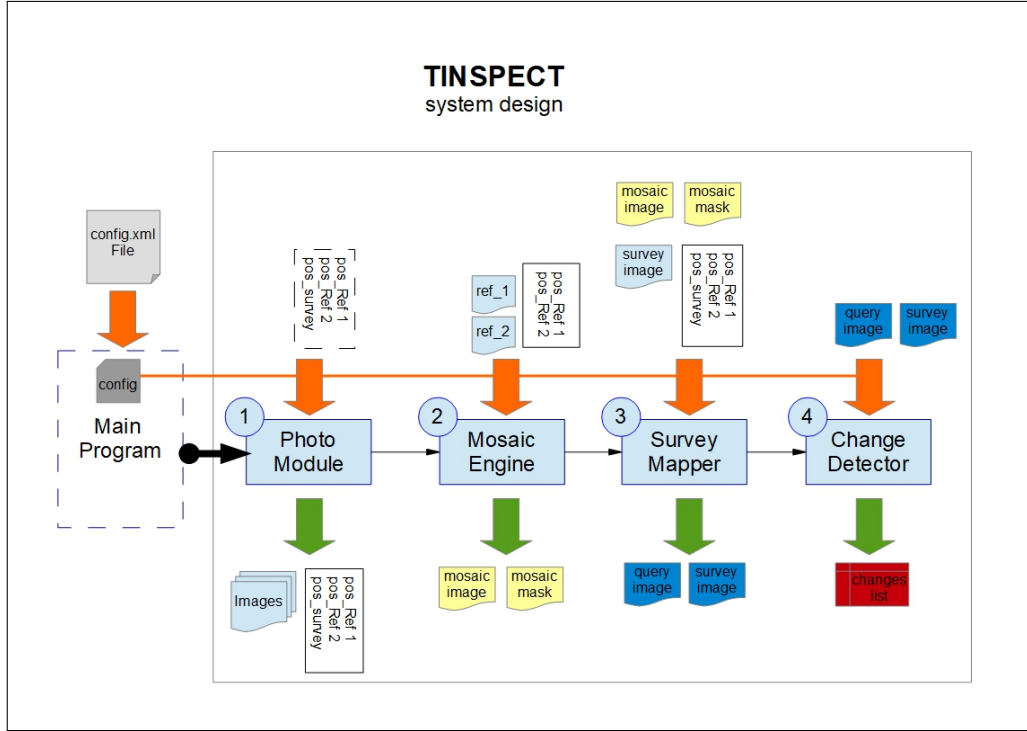 TINSPECT
system design
config.xml
File
config
Main
Program
pos_Ref 1
pos_Ref 2
pos_survey
ref_1
ref_2
pos_Ref 1
pos_Ref 2
mosaic
image
mosaic
mask
survey
image
pos_Ref 1
pos_Ref 2
pos_survey
query
image
survey
image
1
Photo
Module
2
Mosaic
Engine
3
Survey
Mapper
4
Change
Detector
Images
pos_Ref 1
pos_Ref 2
pos_survey
mosaic
image
mosaic
mask
query
image
survey
image
changes
list